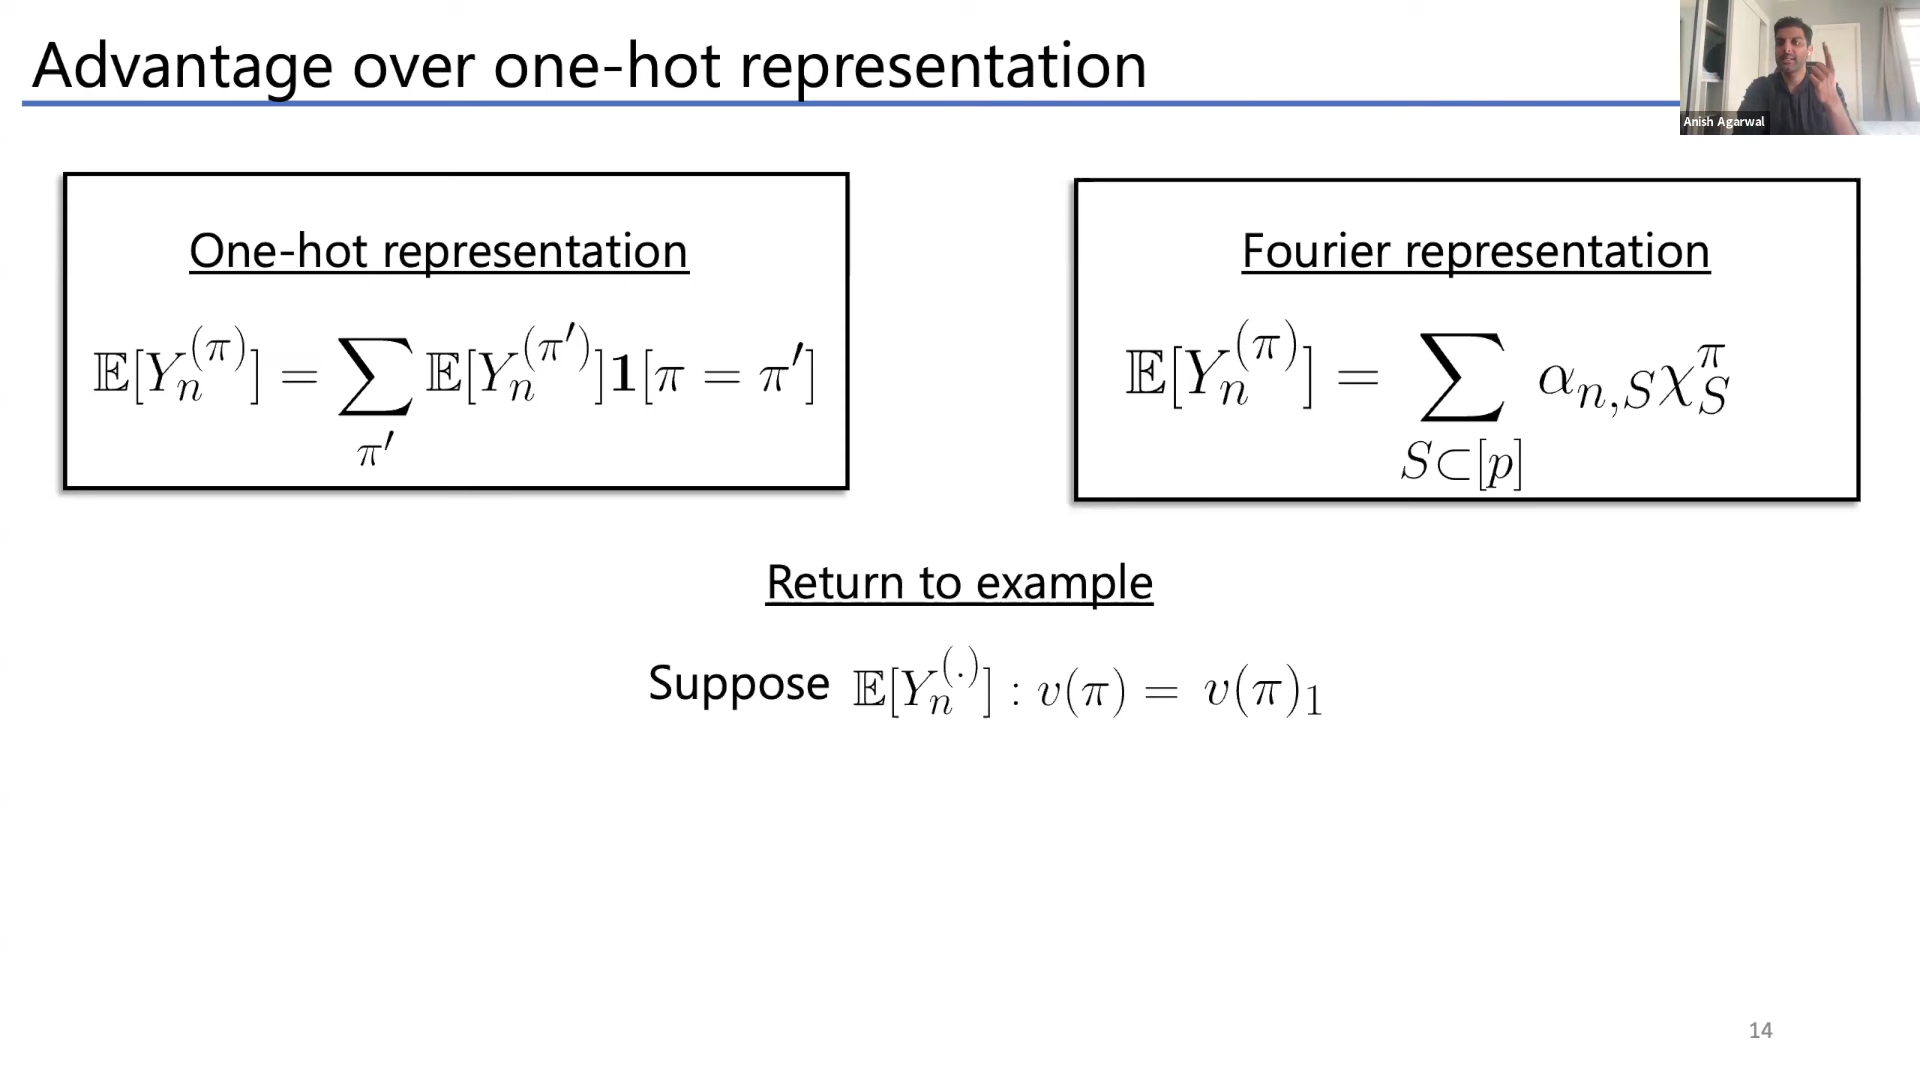 Advantage over one-hot representation
Anish Agarwal
One-hot representation
𝔼[Y_n^{(π)}] = ∑_{π′} 𝔼[Y_n^{(π′)}]𝟏[π = π′]
Fourier representation
𝔼[Y_n^{(π)}] = ∑_{S⊂[p]} α_{n,S}χ_S^π
Return to example
Suppose 𝔼[Y_n^{(.)}] : v(π) = v(π)_1
14